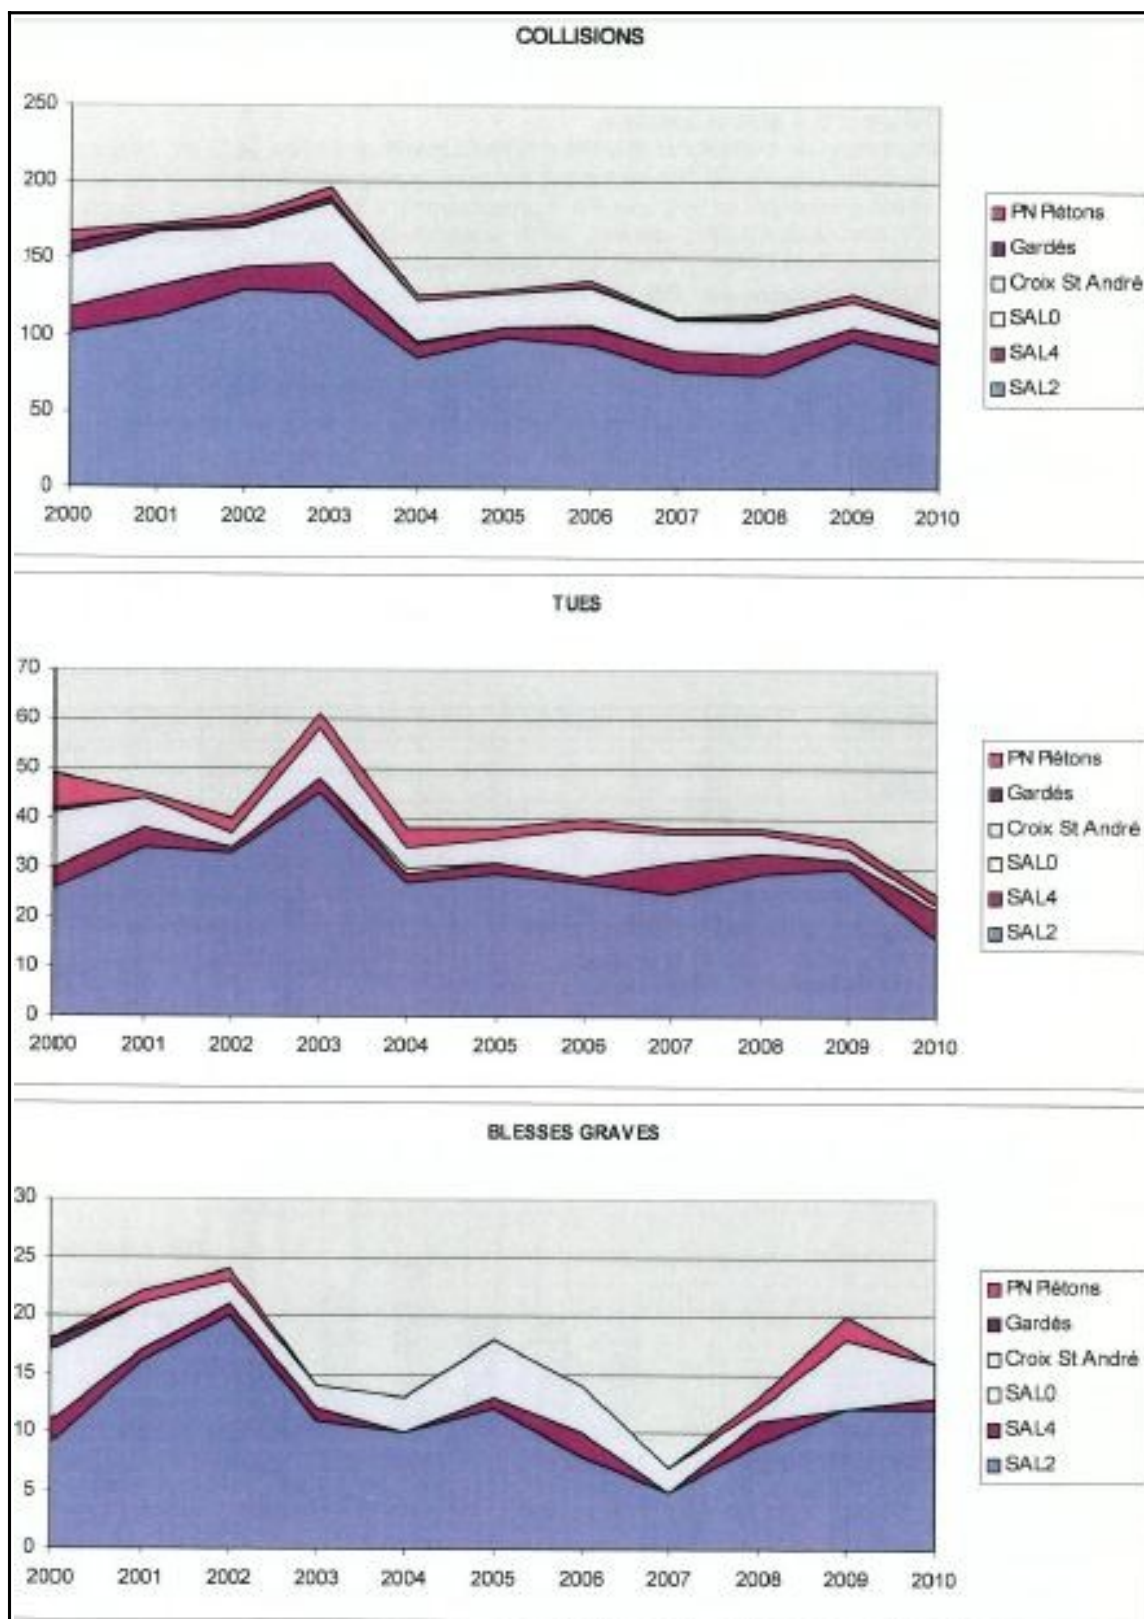 COLLISIONS
250
200
150
100
50
0
2000 2001 2002 2003 2004 2005 2006 2007 2008 2009 2010
PN Piétons
Gardés
Croix St André
SAL0
SAL4
SAL2
TUES
70
60
50
40
30
20
10
0
2000 2001 2002 2003 2004 2005 2006 2007 2008 2009 2010
PN Piétons
Gardés
Croix St André
SAL0
SAL4
SAL2
BLESSES GRAVES
30
25
20
15
10
5
0
2000 2001 2002 2003 2004 2005 2006 2007 2008 2009 2010
PN Piétons
Gardés
Croix St André
SAL0
SAL4
SAL2